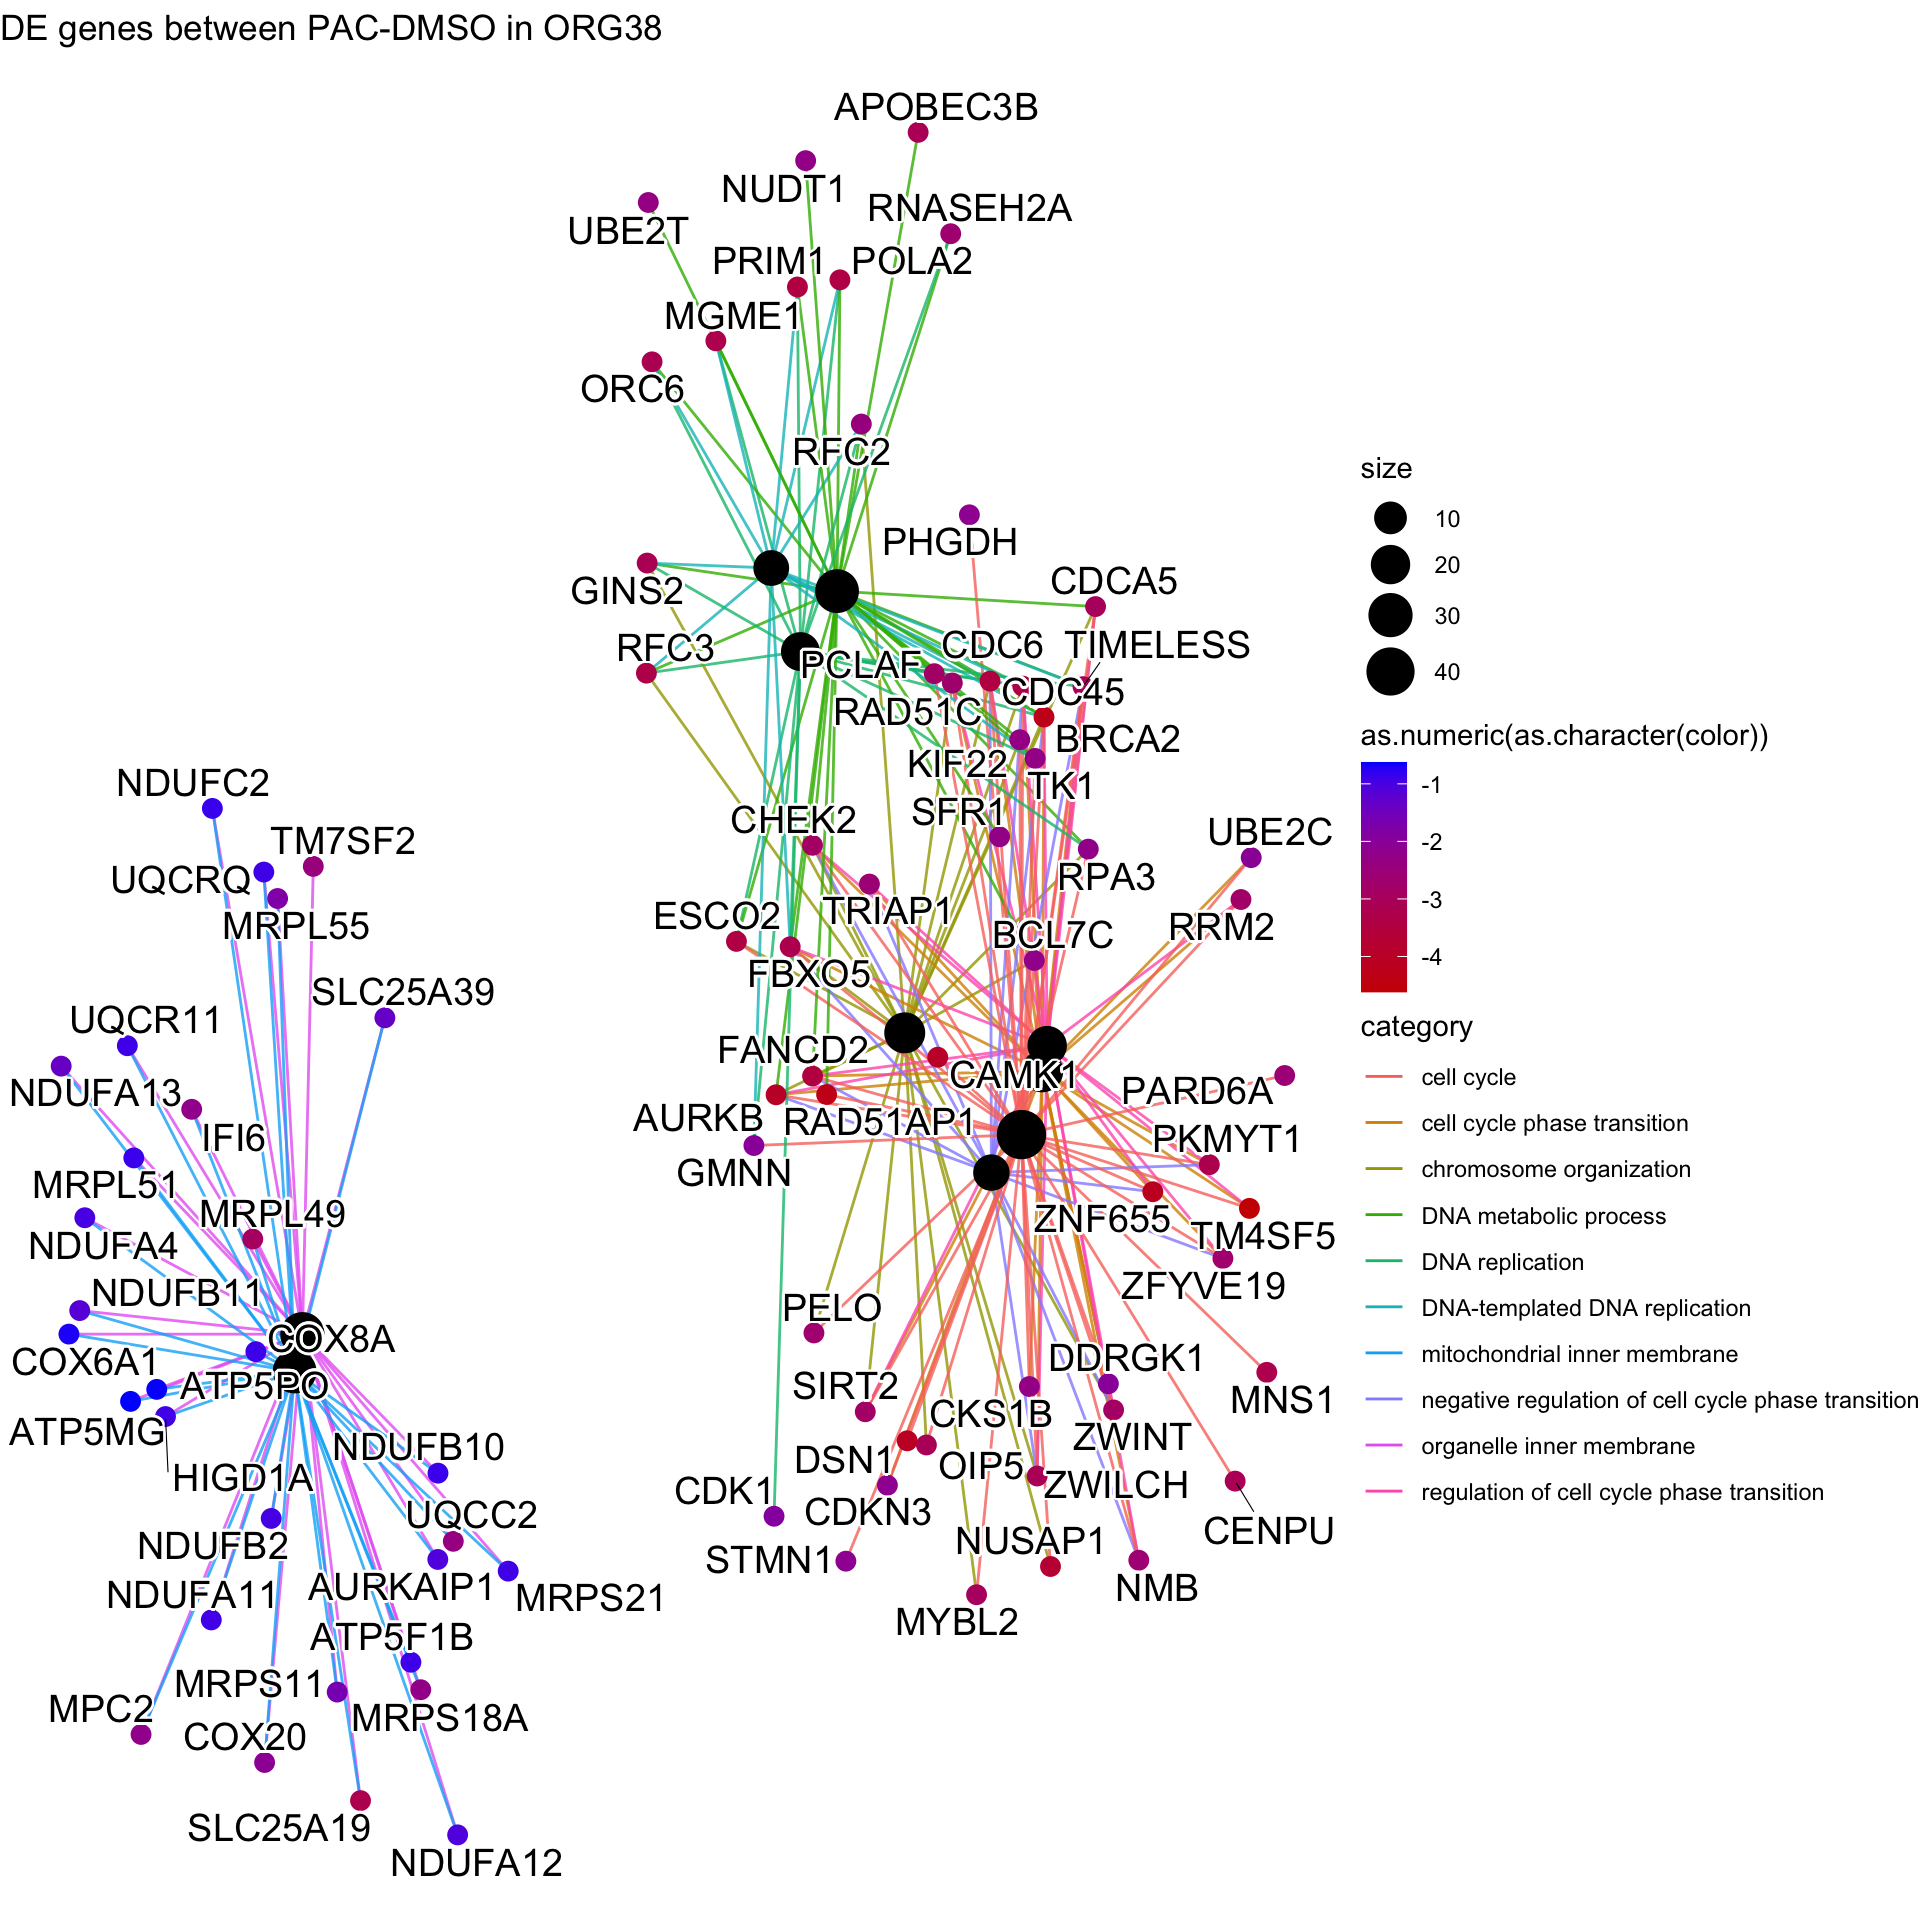 DE genes between PAC-DMSO in ORG38
APOBEC3B
NUDT1
RNASEH2A
UBE2T
PRIM1
POLA2
MGME1
ORC6
RFC2
PHGDH
GINS2
CDCA5
RFC3
CDC6
TIMELESS
PCLAF
CDC45
RAD51C
BRCA2
KIF22
TK1
SFR1
CHEK2
UBE2C
RPA3
TRIAP1
ESCO2
BCL7C
RRM2
FBXO5
FANCD2
CAMK1
PARD6A
AURKB
RAD51AP1
PKMYT1
GMNN
ZNF655
TM4SF5
ZFYVE19
PELO
DDRGK1
SIRT2
MNS1
CKS1B
ZWINT
DSN1
OIP5
ZWILCH
CDK1
CDKN3
CENPU
NUSAP1
STMN1
NMB
MYBL2
NDUFC2
TM7SF2
UQCRQ
MRPL55
SLC25A39
UQCR11
NDUFA13
IFI6
MRPL51
MRPL49
NDUFA4
NDUFB11
COX8A
COX6A1
ATP5PO
ATP5MG
NDUFB10
HIGD1A
UQCC2
NDUFB2
NDUFA11
AURKAIP1
MRPS21
ATP5F1B
MRPS11
MPC2
MRPS18A
COX20
SLC25A19
NDUFA12
size
10
20
30
40
as.numeric(as.character(color))
-1
-2
-3
-4
category
cell cycle
cell cycle phase transition
chromosome organization
DNA metabolic process
DNA replication
DNA-templated DNA replication
mitochondrial inner membrane
negative regulation of cell cycle phase transition
organelle inner membrane
regulation of cell cycle phase transition